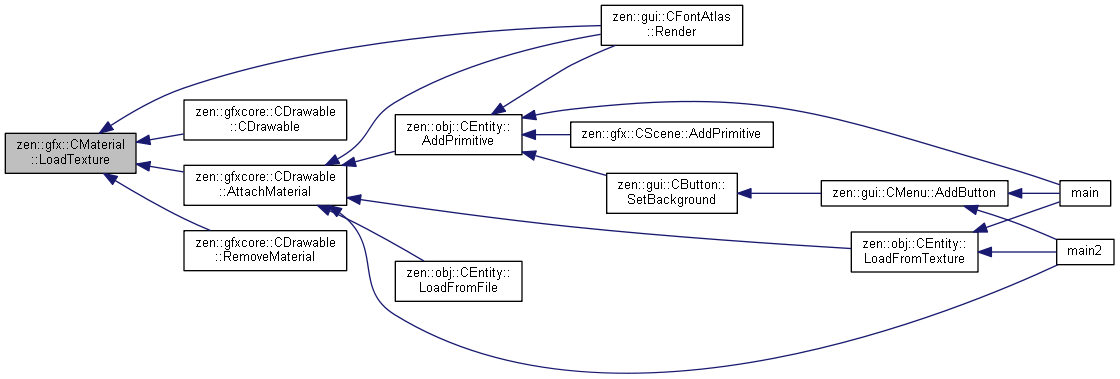 zen::gfx::CMaterial
::LoadTexture
zen::gui::CFontAtlas
::Render
zen::gfxcore::CDrawable
::CDrawable
zen::gfxcore::CDrawable
::AttachMaterial
zen::gfxcore::CDrawable
::RemoveMaterial
zen::obj::CEntity::
AddPrimitive
zen::obj::CEntity::
LoadFromFile
zen::gfx::CScene::AddPrimitive
zen::gui::CButton::
SetBackground
zen::gui::CMenu::AddButton
zen::obj::CEntity::
LoadFromTexture
main
main2